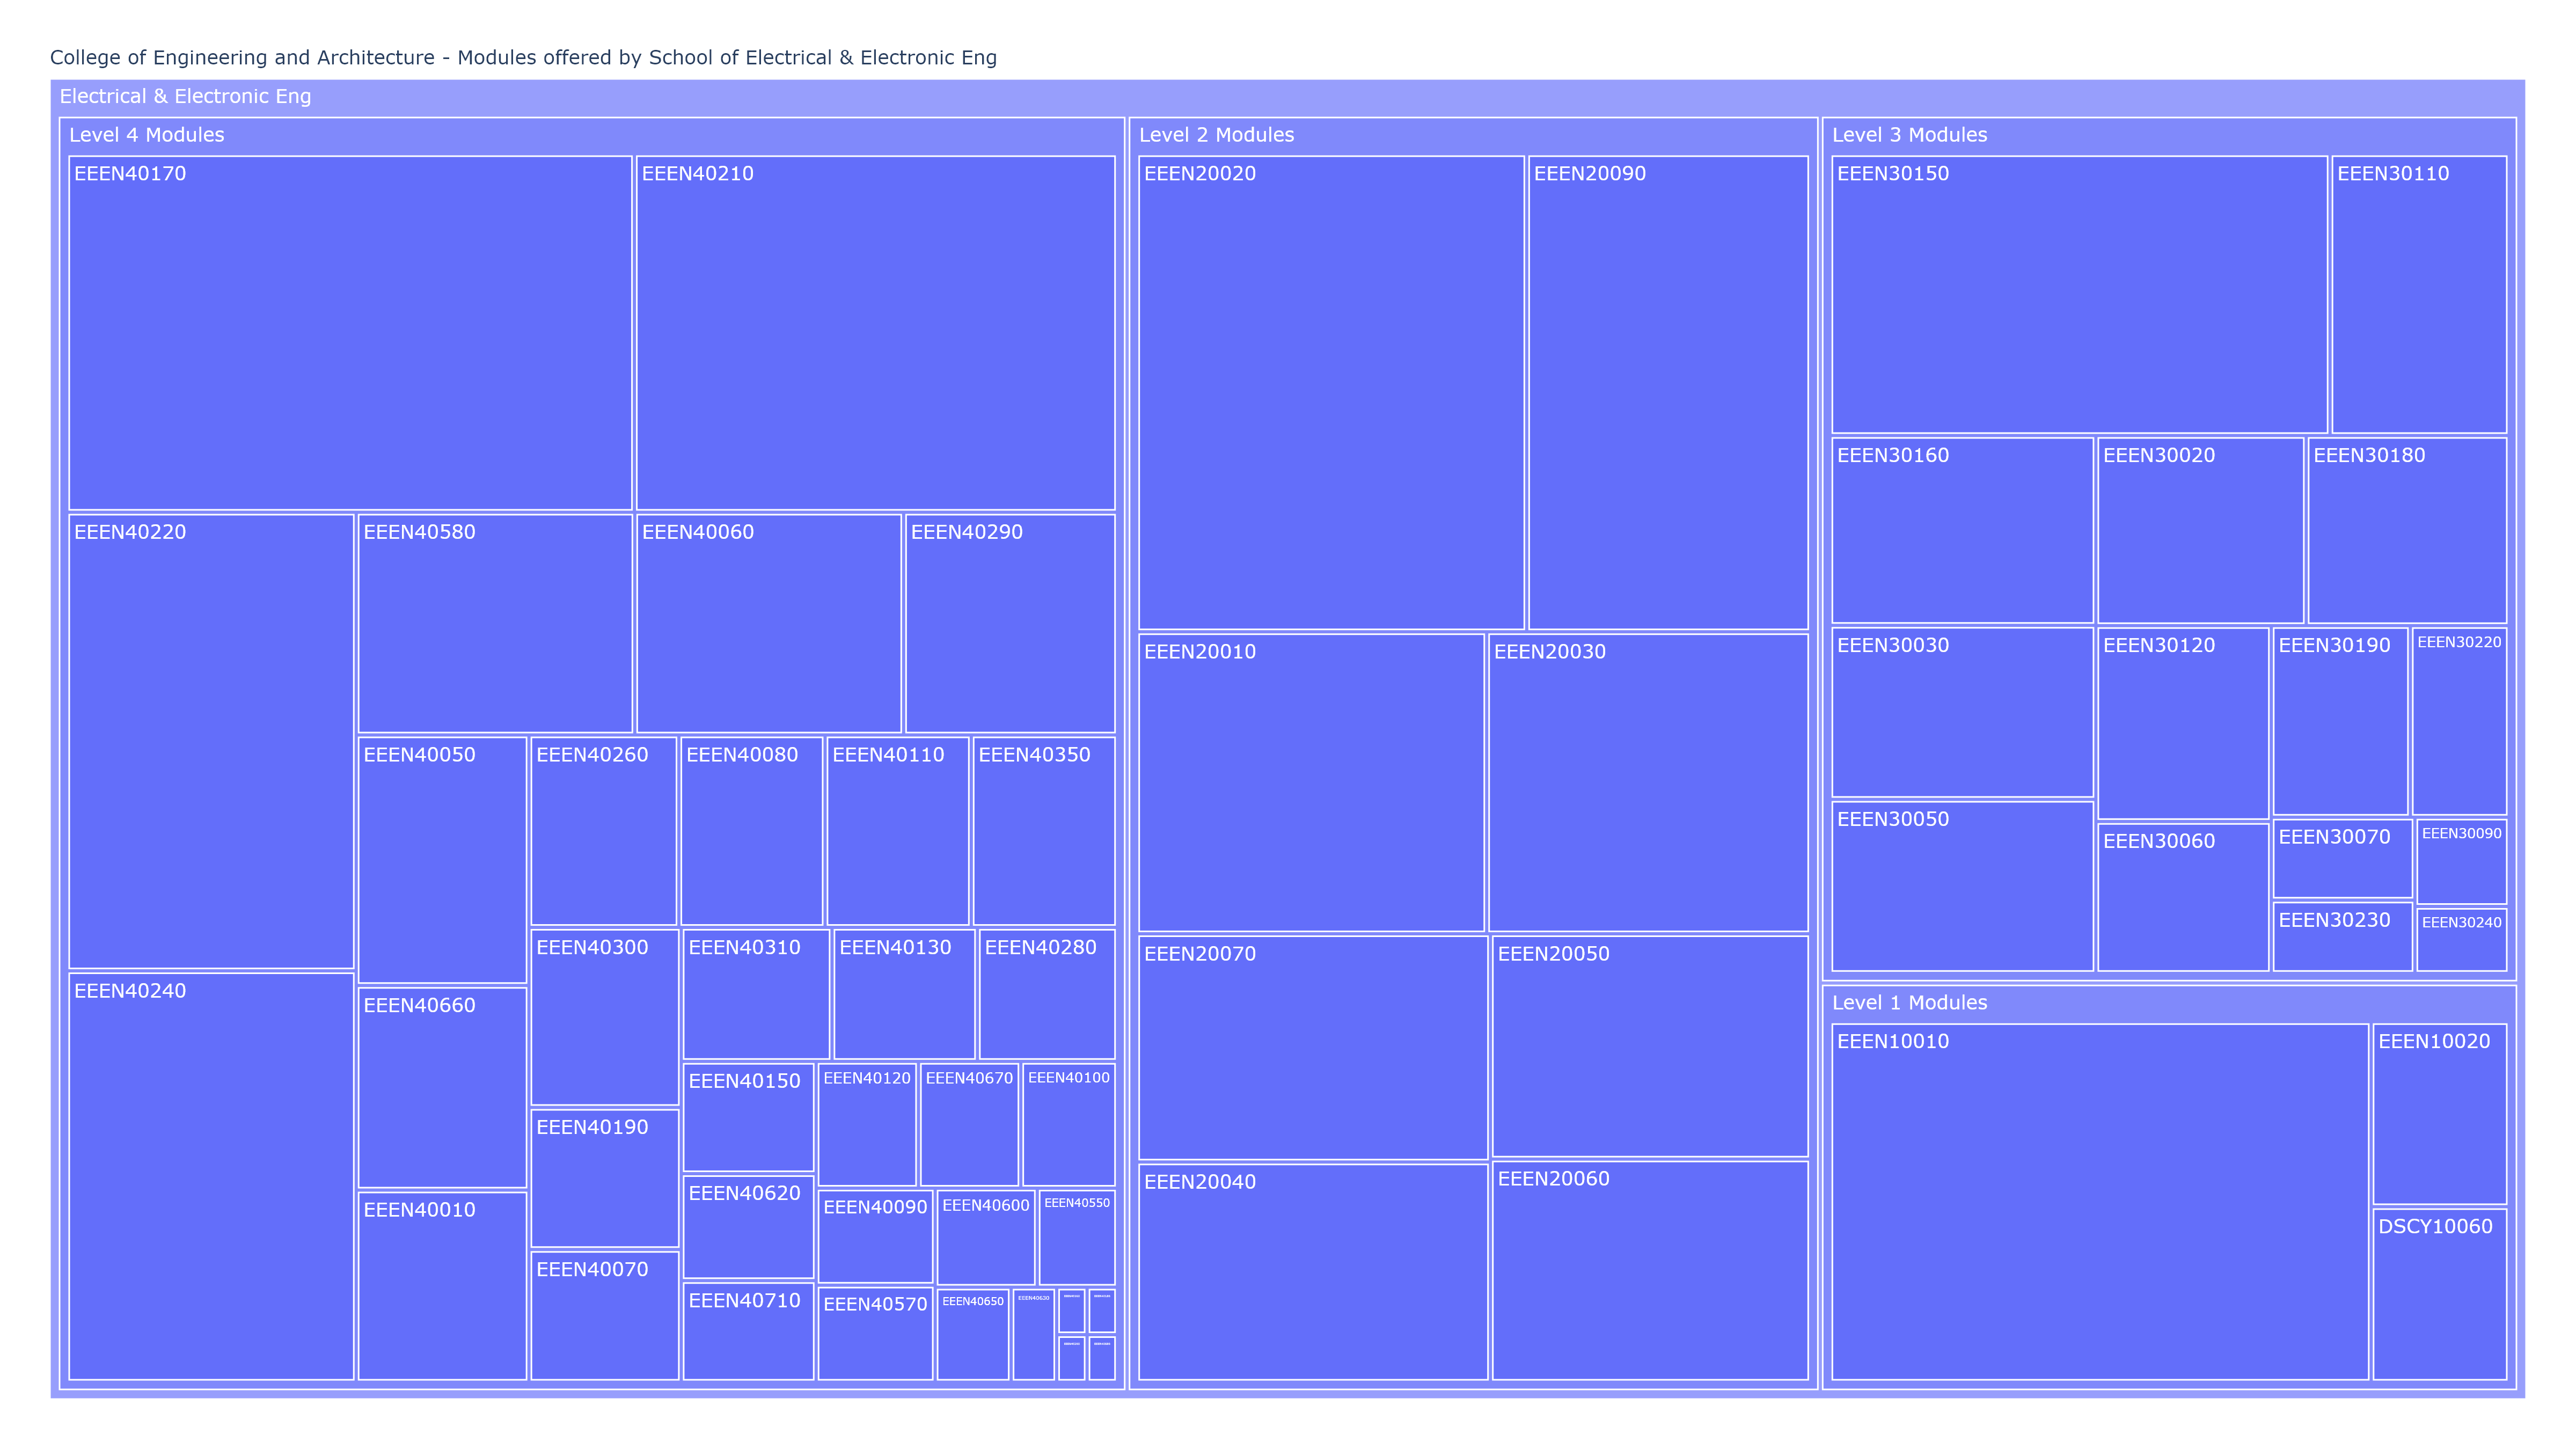 College of Engineering and Architecture - Modules offered by School of Electrical & Electronic Eng
Electrical & Electronic Eng
Level 4 Modules
EEEN40170
EEEN40210
EEEN40220
EEEN40580
EEEN40060
EEEN40290
EEEN40050
EEEN40260
EEEN40080
EEEN40110
EEEN40350
EEEN40300
EEEN40310
EEEN40130
EEEN40280
EEEN40240
EEEN40660
EEEN40150
EEEN40120
EEEN40670
EEEN40100
EEEN40190
EEEN40620
EEEN40010
EEEN40090
EEEN40600
EEEN40550
EEEN40070
EEEN40710
EEEN40570
EEEN40650
EEEN40630
Level 2 Modules
EEEN20020
EEEN20090
EEEN20010
EEEN20030
EEEN20070
EEEN20050
EEEN20040
EEEN20060
Level 3 Modules
EEEN30150
EEEN30110
EEEN30160
EEEN30020
EEEN30180
EEEN30030
EEEN30120
EEEN30190
EEEN30220
EEEN30050
EEEN30060
EEEN30070
EEEN30090
EEEN30230
EEEN30240
Level 1 Modules
EEEN10010
EEEN10020
DSCY10060